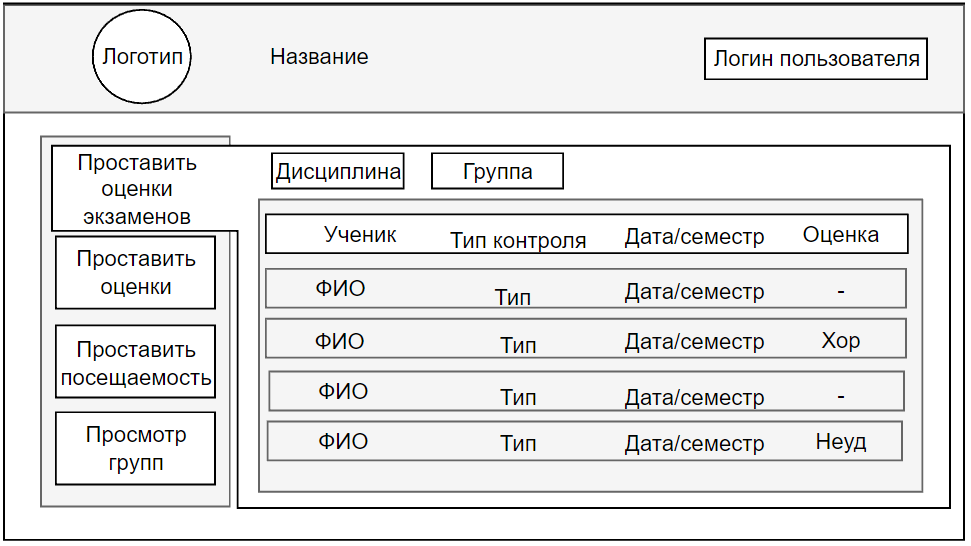 Логотип
Название
Логин пользователя
Проставить
оценки
экзаменов
Проставить
оценки
Проставить
посещаемость
Просмотр
групп
Дисциплина
Группа
Ученик Тип контроля Дата/семестр Оценка
ФИО Тип Дата/семестр -
ФИО Тип Дата/семестр Хор
ФИО Тип Дата/семестр -
ФИО Тип Дата/семестр Неуд